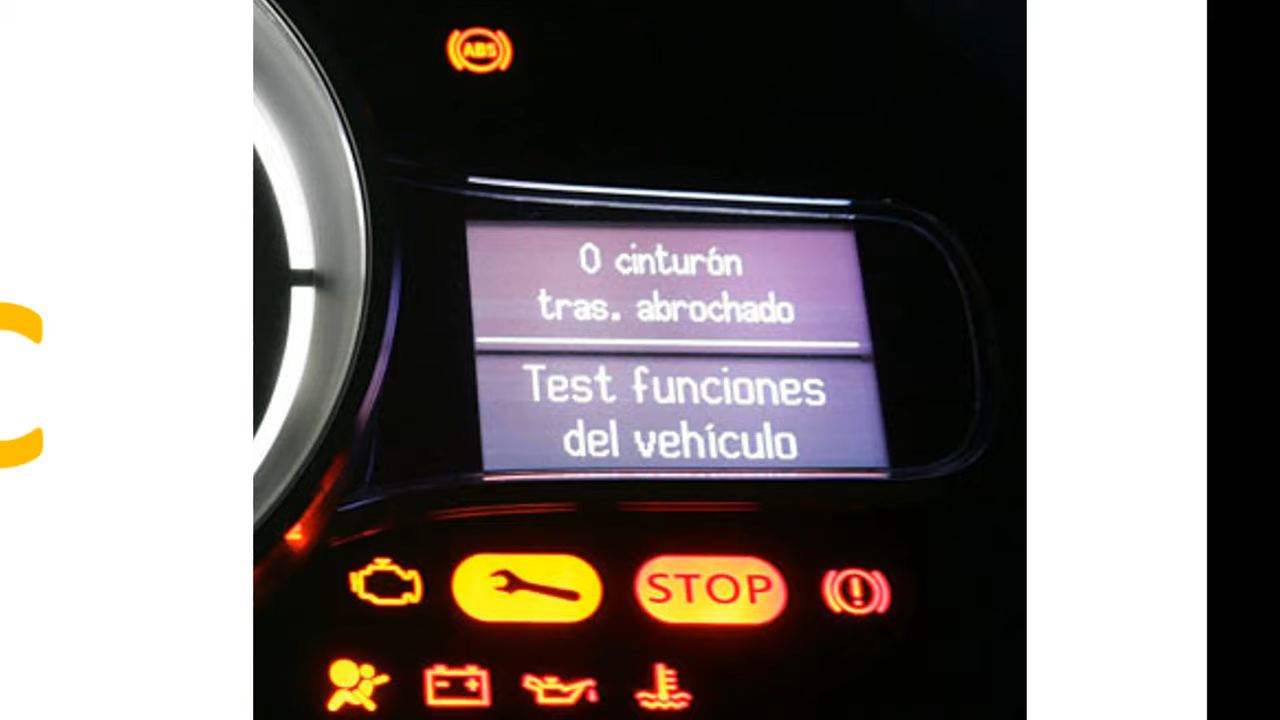 ABS
0 cinturón
tras. abrochado
Test funciones
del vehículo
STOP